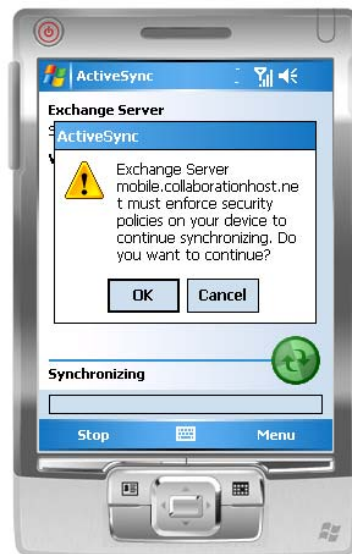 ActiveSync
Exchange Server
ActiveSync
Exchange Server
mobile.collaborationhost.ne
t must enforce security
policies on your device to
continue synchronizing. Do
you want to continue?
OK Cancel
Synchronizing
Stop Menu